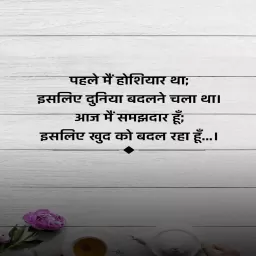 पहले मैं होशियार था;
इसलिए दुनिया बदलने चला था।
आज मैं समझदार हूँ;
इसलिए खुद को बदल रहा हूँ...।